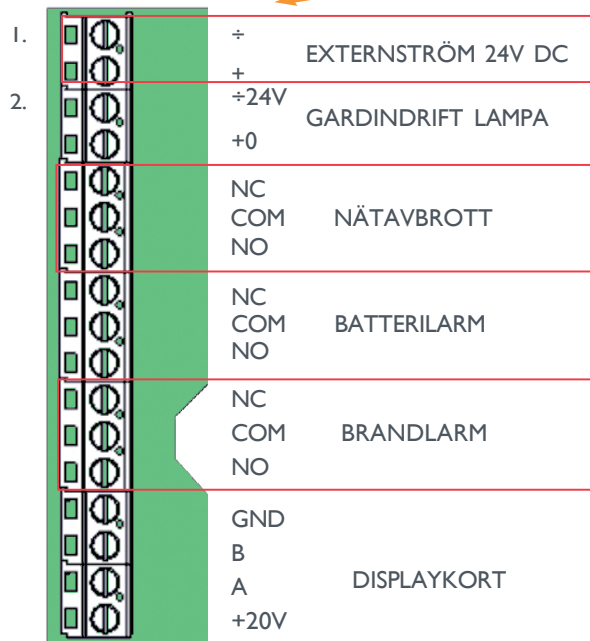 1. ÷
+ EXTERNSTRÖM 24V DC
2. ÷24V
+0 GARDINDRIFT LAMPA
NC
COM NÄTAVBROTT
NO
NC
COM BATTERILARM
NO
NC
COM BRANDLARM
NO
GND
B
A DISPLAYKORT
+20V